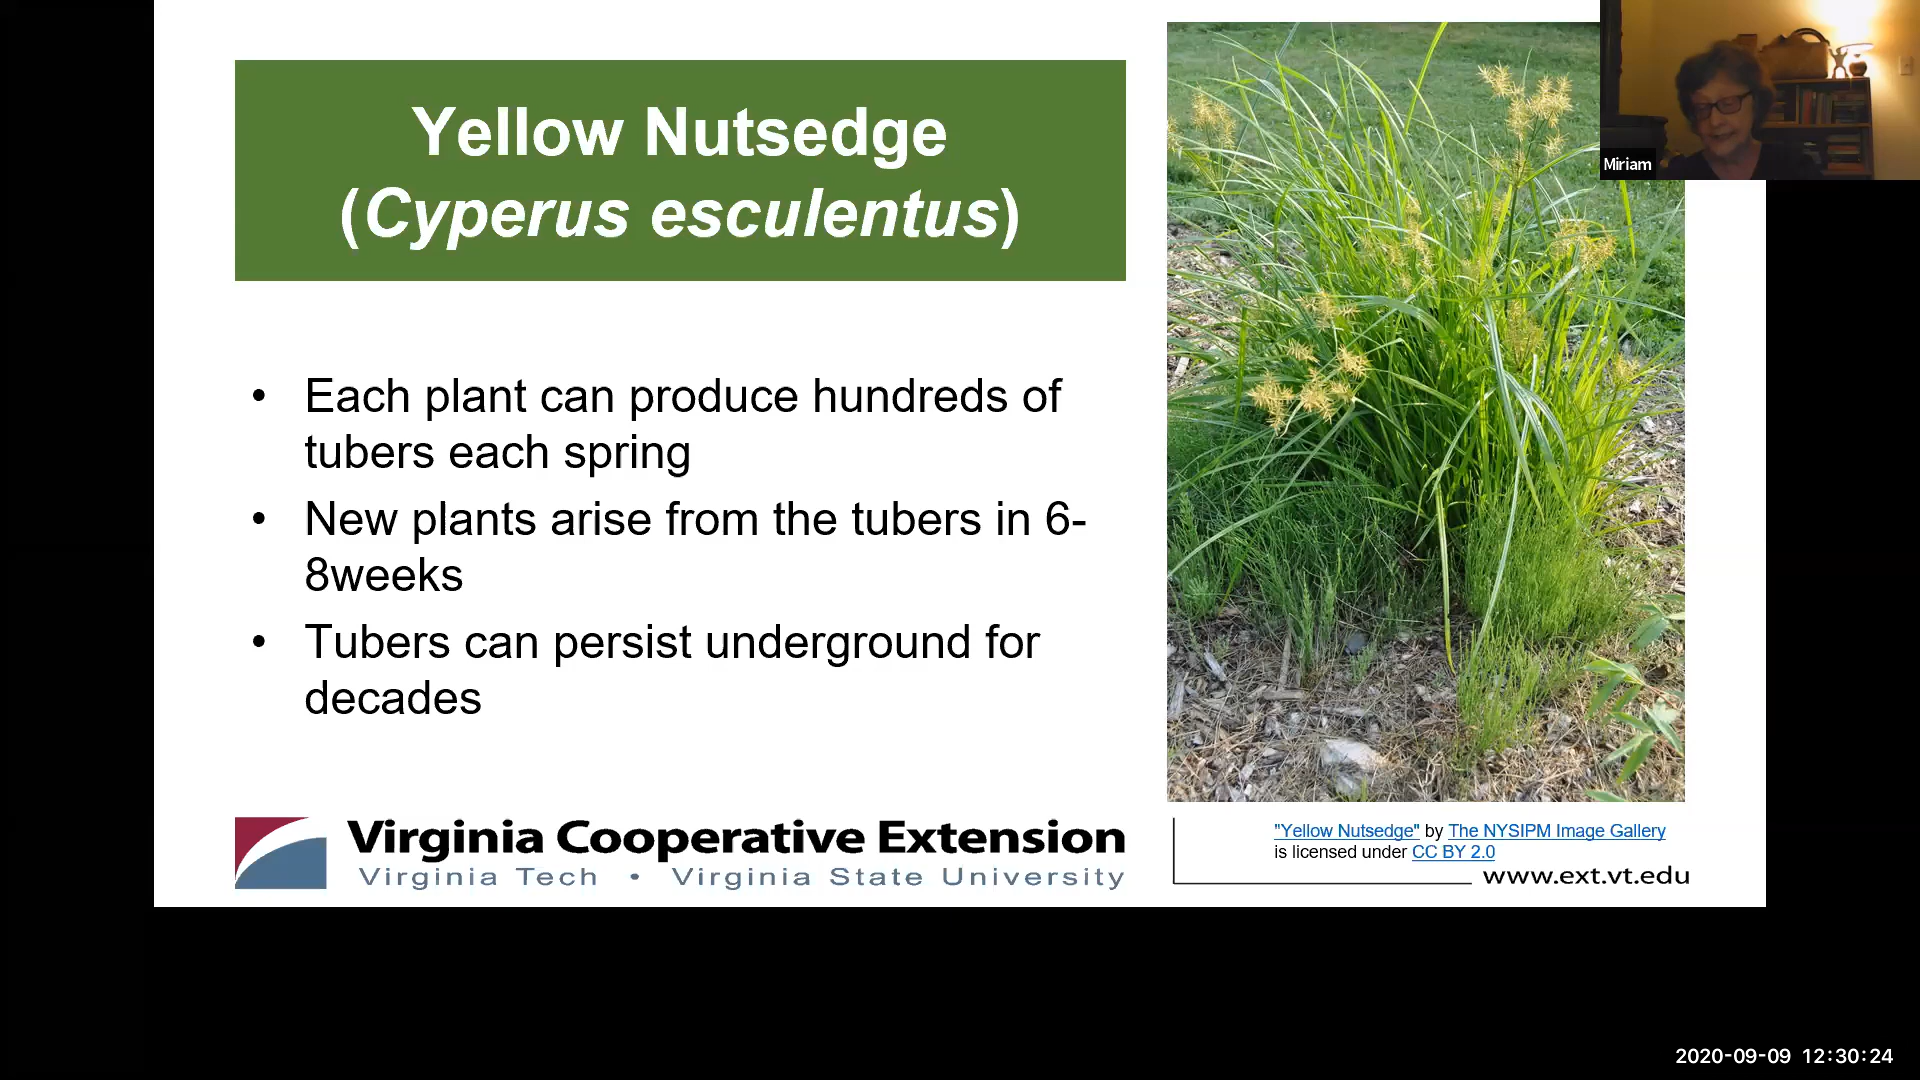 Yellow Nutsedge
(Cyperus esculentus)
Miriam
• Each plant can produce hundreds of
tubers each spring
• New plants arise from the tubers in 6-
8weeks
• Tubers can persist underground for
decades
Virginia Cooperative Extension
Virginia Tech • Virginia State University
"Yellow Nutsedge" by The NYSIPM Image Gallery
is licensed under CC BY 2.0
www.ext.vt.edu
2020-09-09 12:30:24